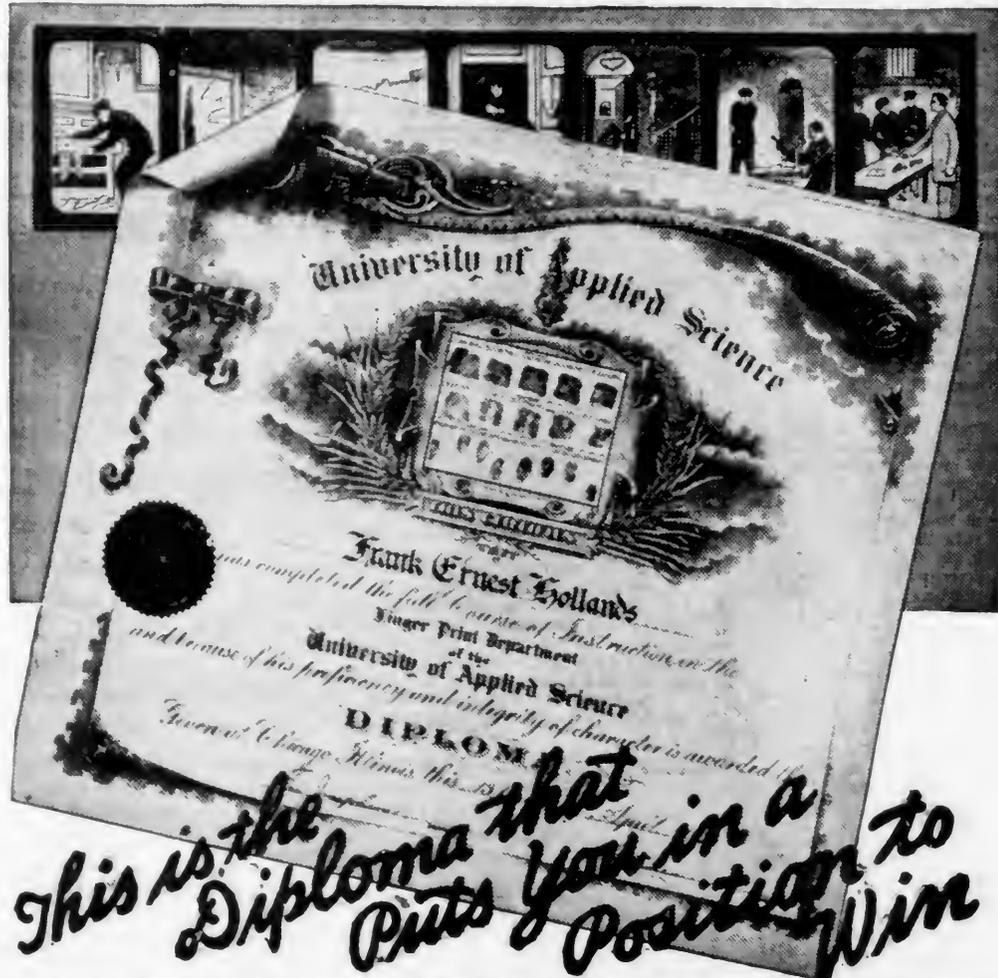 University of Applied Science
Frank Ernest Hollands
has completed the full Course of Instruction in the
Finger Print Department
of the
University of Applied Science
and because of his proficiency and integrity of character is awarded this
DIPLOMA
Given at Chicago, Illinois this 15
April
This is the
Diploma that
Puts You in a
Position to
Win